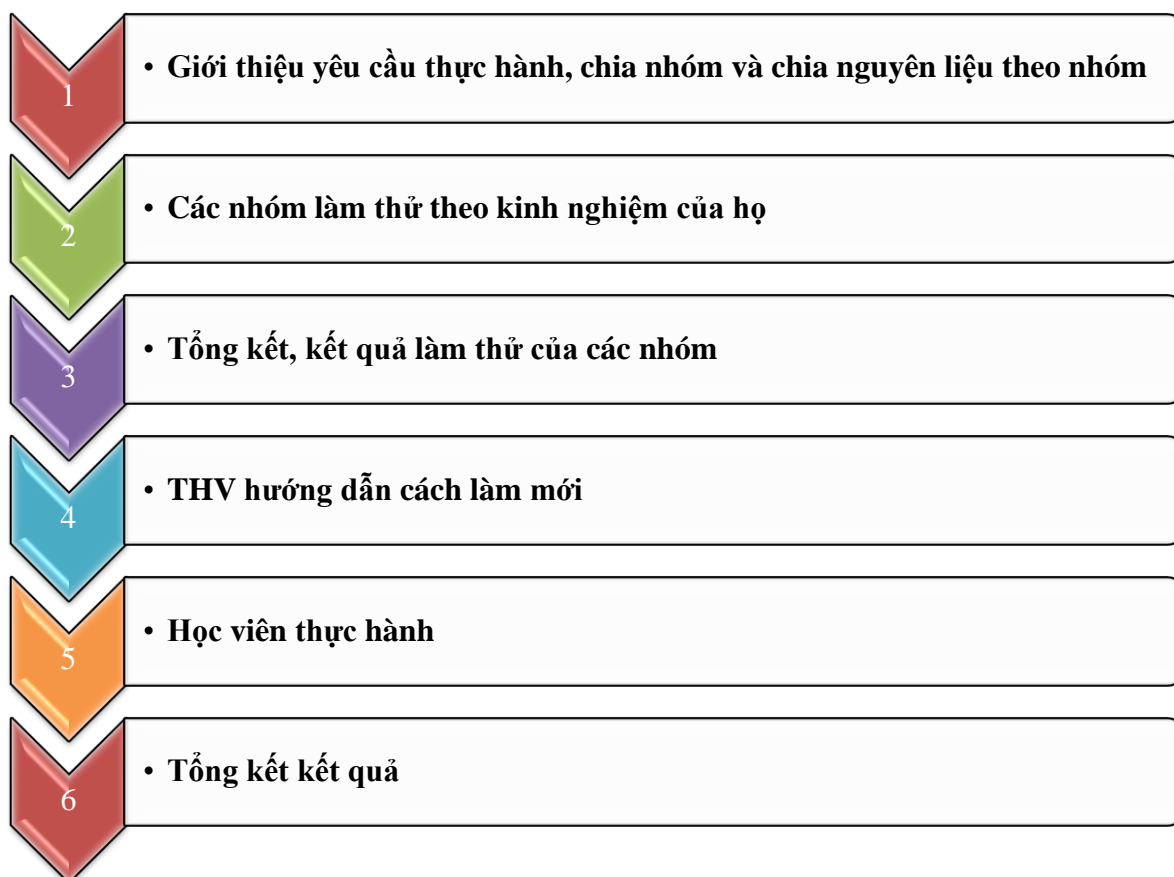 1
• Giới thiệu yêu cầu thực hành, chia nhóm và chia nguyên liệu theo nhóm
2
• Các nhóm làm thử theo kinh nghiệm của họ
3
• Tổng kết, kết quả làm thử của các nhóm
4
• THV hướng dẫn cách làm mới
5
• Học viên thực hành
6
• Tổng kết kết quả